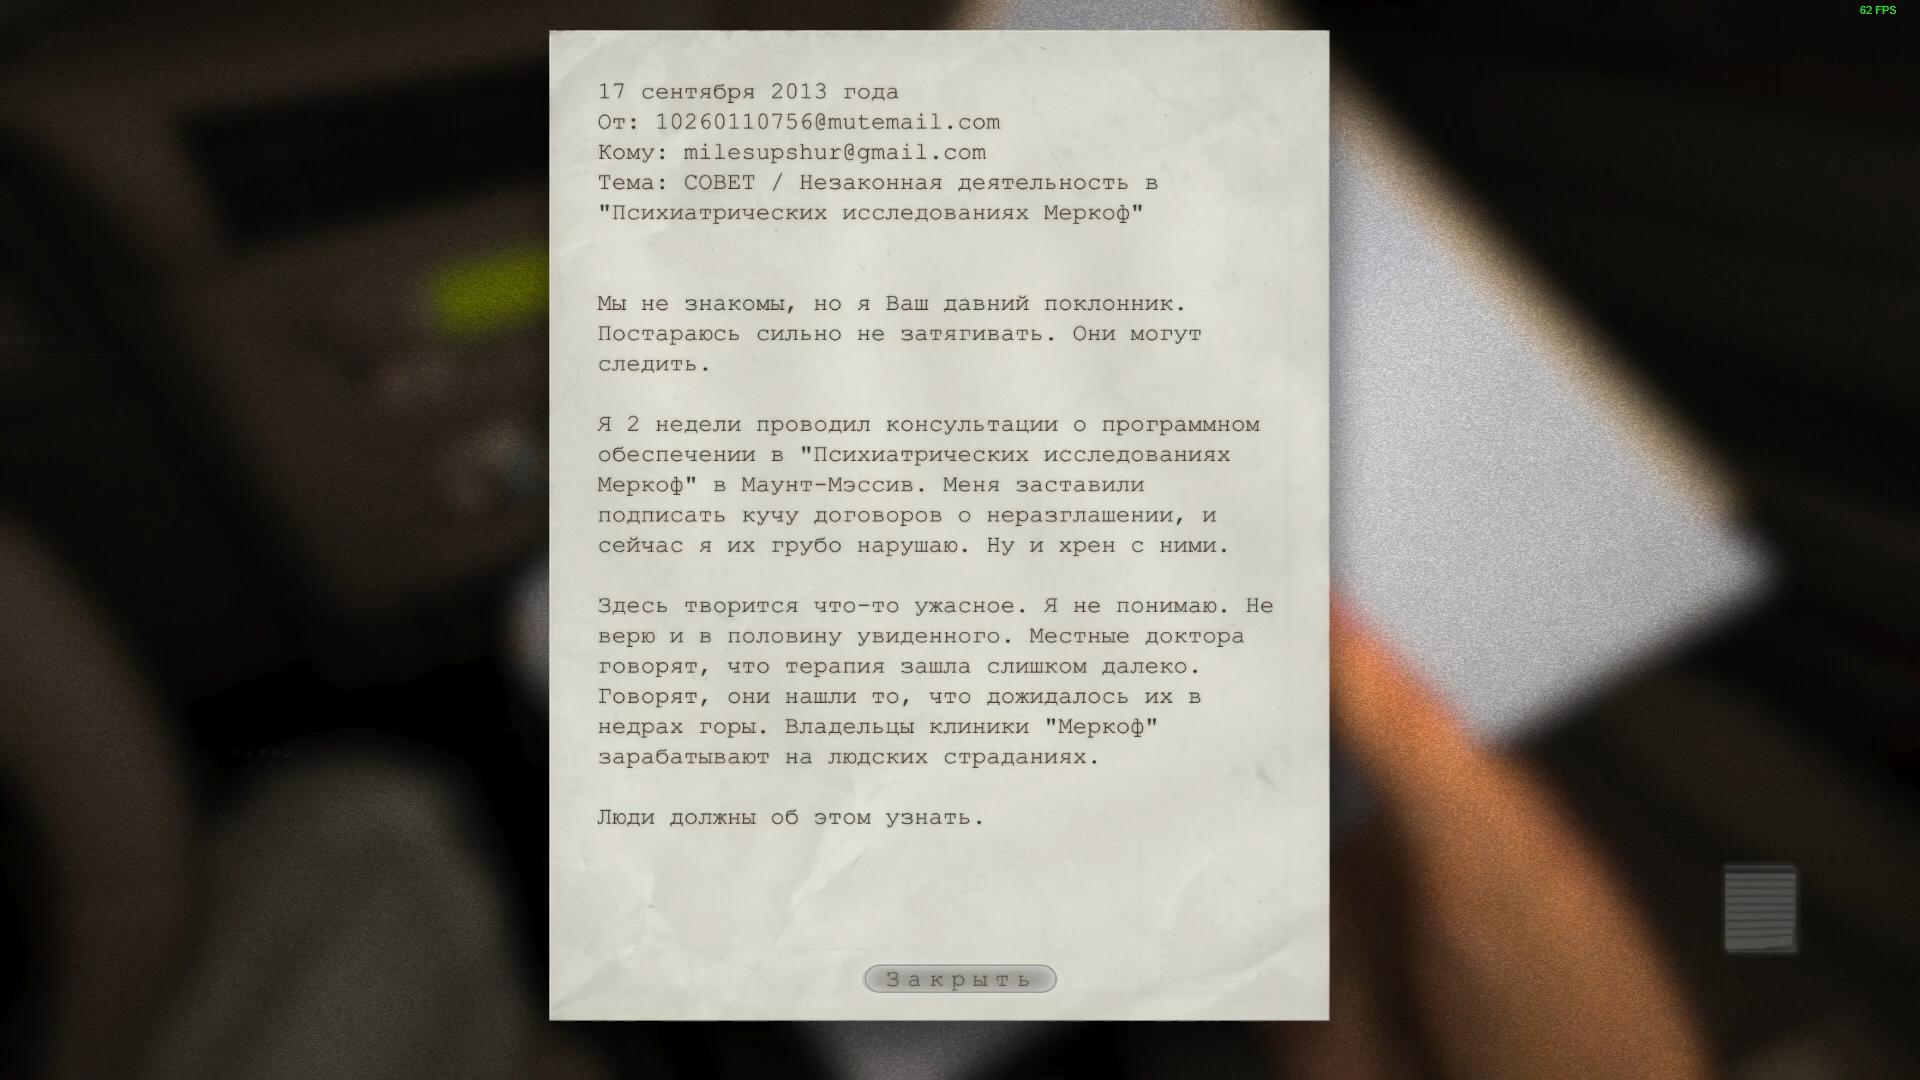 62 FPS
17 сентября 2013 года
От: 10260110756@mutemail.com
Кому: milesupshur@gmail.com
Тема: СОВЕТ / Незаконная деятельность в
"Психиатрических исследованиях Меркоф"
Мы не знакомы, но я Ваш давний поклонник.
Постараюсь сильно не затягивать. Они могут
следить.
Я 2 недели проводил консультации о программном
обеспечении в "Психиатрических исследованиях
Меркоф" в Маунт-Мэссив. Меня заставили
подписать кучу договоров о неразглашении, и
сейчас я их грубо нарушаю. Ну и хрен с ними.
Здесь творится что-то ужасное. Я не понимаю. Не
верю и в половину увиденного. Местные доктора
говорят, что терапия зашла слишком далеко.
Говорят, они нашли то, что дожидалось их в
недрах горы. Владельцы клиники "Меркоф"
зарабатывают на людских страданиях.
Люди должны об этом узнать.
Назад
Закрыть